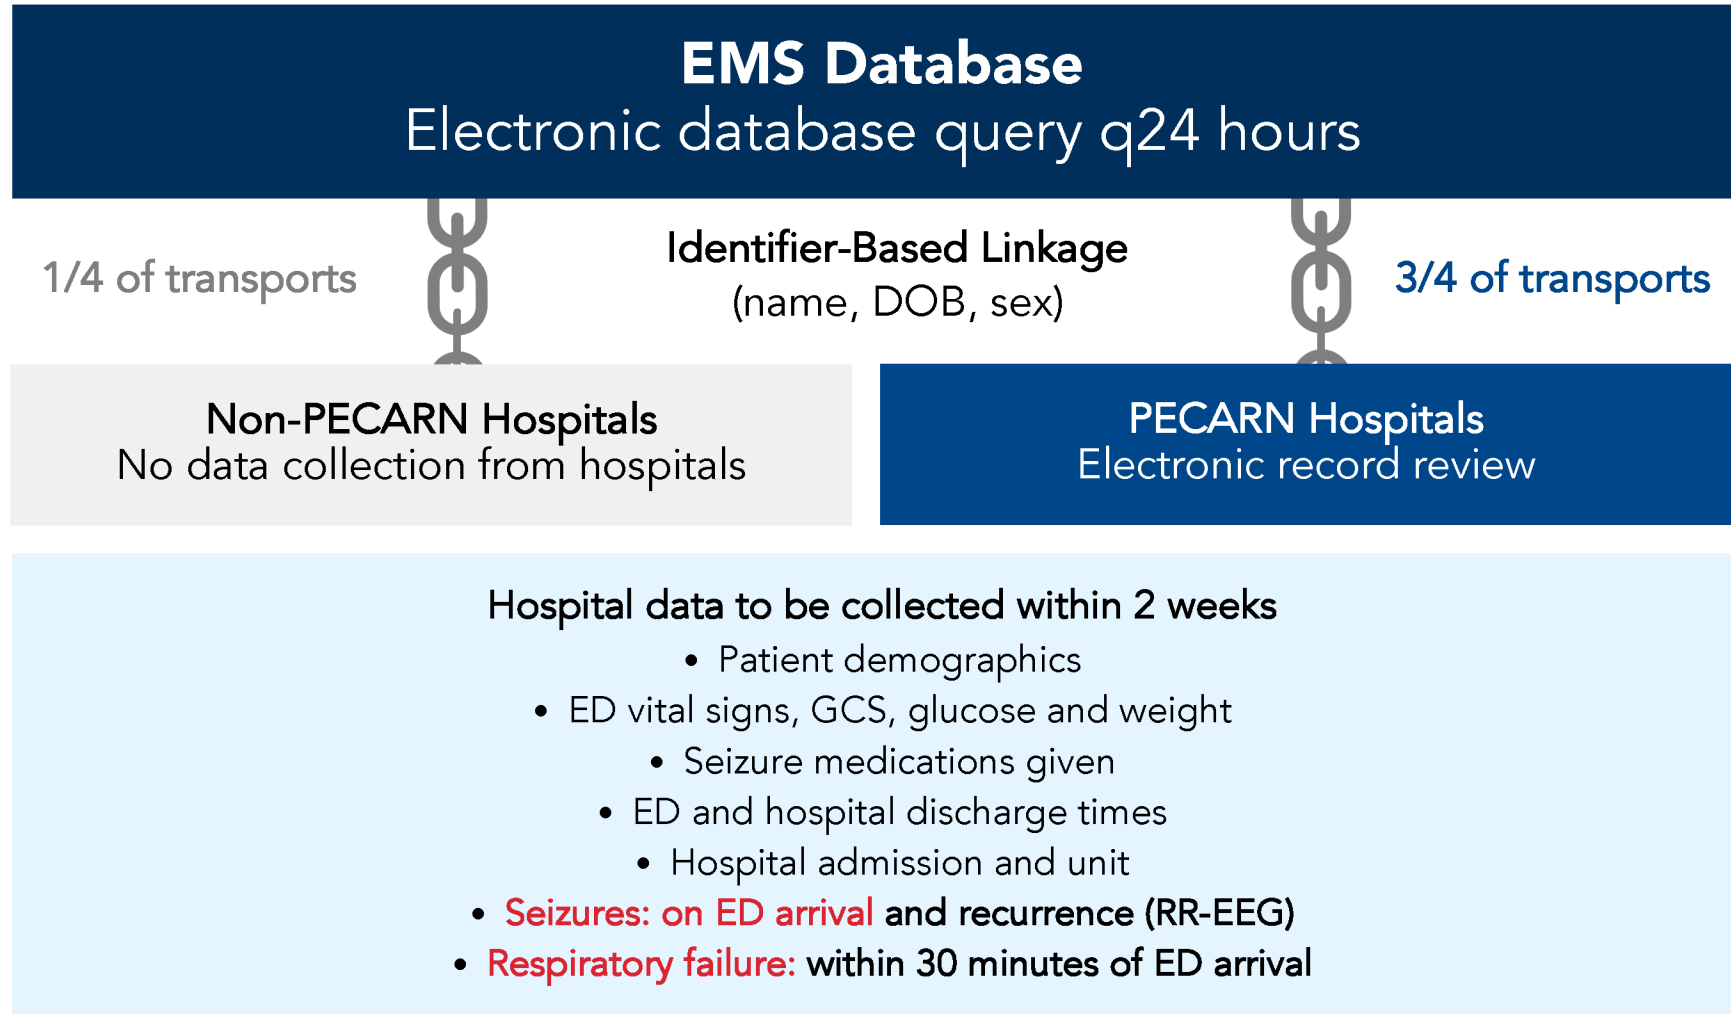 EMS Database
Electronic database query q24 hours
1/4 of transports
Identifier-Based Linkage
(name, DOB, sex)
3/4 of transports
Non-PECARN Hospitals
No data collection from hospitals
PECARN Hospitals
Electronic record review
Hospital data to be collected within 2 weeks
• Patient demographics
• ED vital signs, GCS, glucose and weight
• Seizure medications given
• ED and hospital discharge times
• Hospital admission and unit
• Seizures: on ED arrival and recurrence (RR-EEG)
• Respiratory failure: within 30 minutes of ED arrival